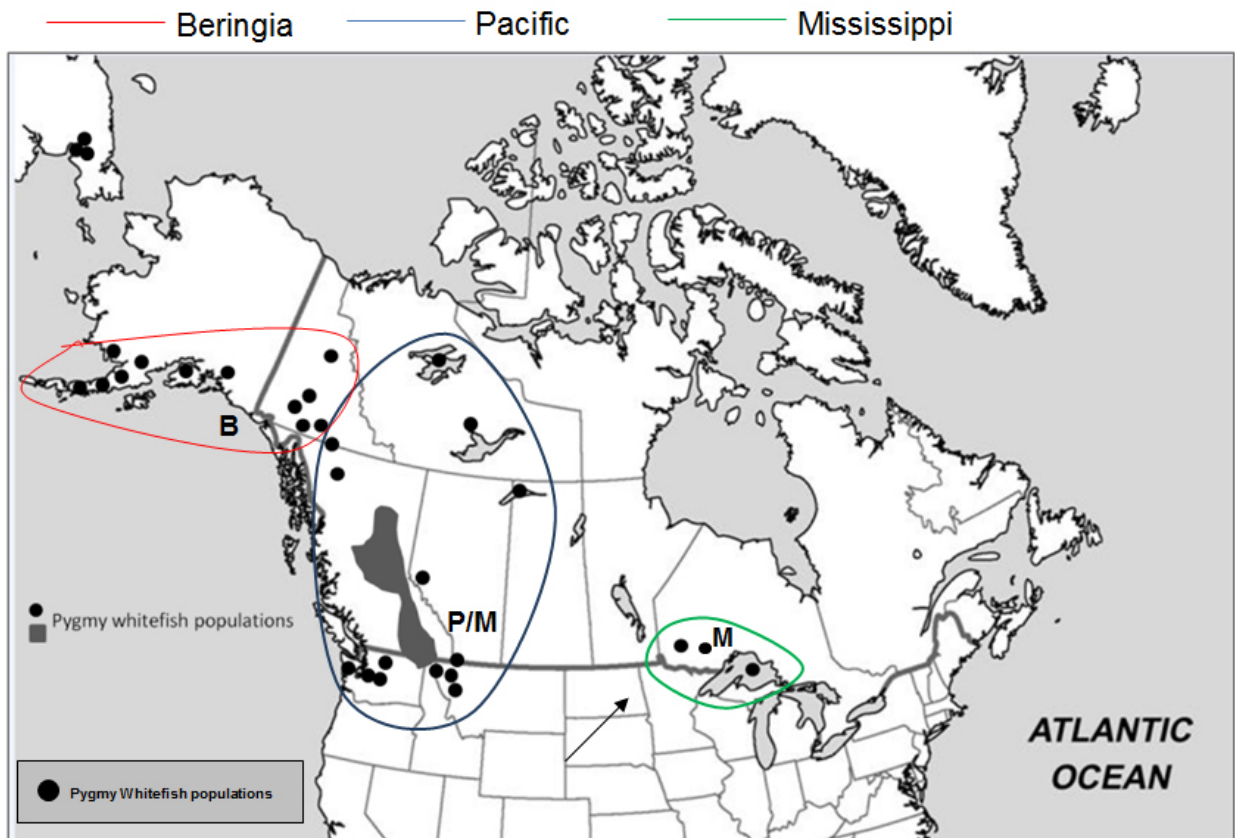 Beringia Pacific Mississippi
B
P/M
M
Pygmy whitefish populations
ATLANTIC
OCEAN
Pygmy Whitefish populations